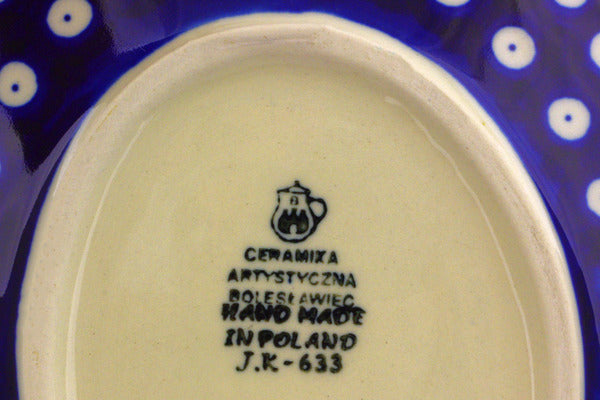 CERAMIKA
ARTYSTYCZNA
BOLESŁAWIEC
HAND MADE
IN POLAND
J.K-633